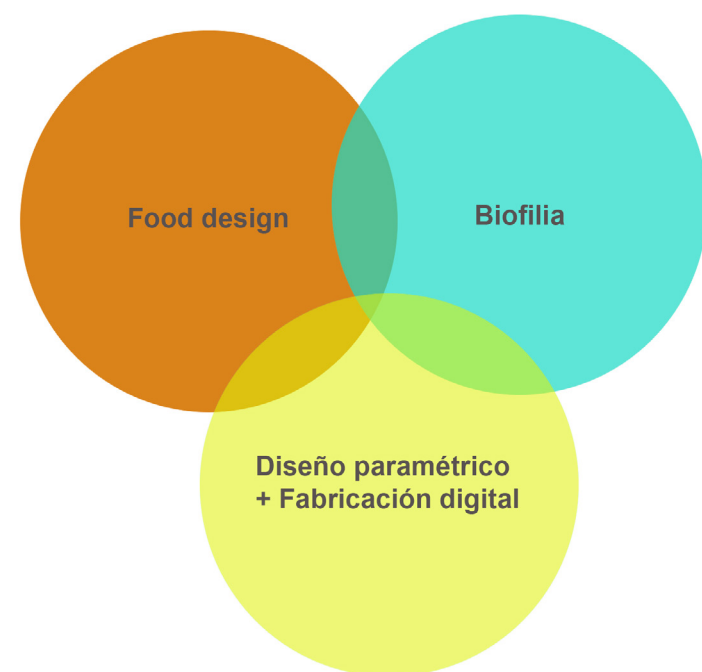 Food design
Biofilia
Diseño paramétrico
+ Fabricación digital